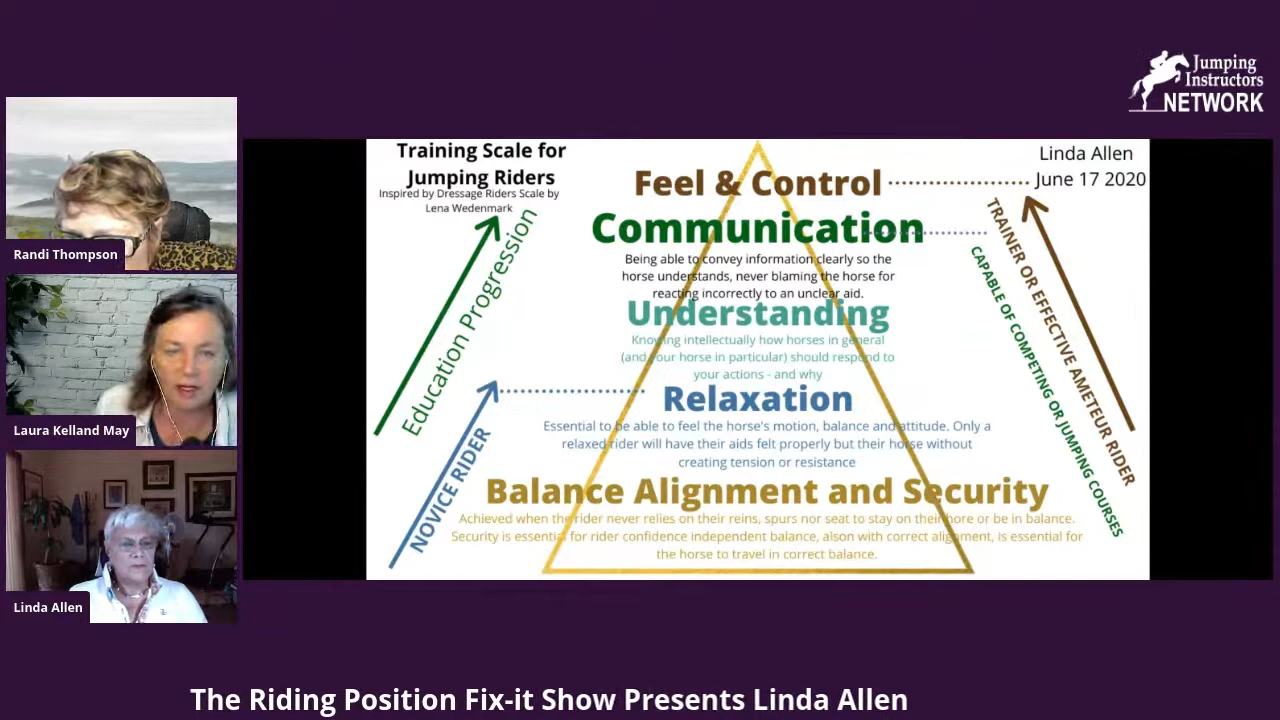 Jumping
Instructors
NETWORK
Randi Thompson
Laura Kelland May
Linda Allen
Training Scale for
Jumping Riders
Inspired by Dressage Riders Scale by
Lena Wedenmark
Education Progression
NOVICE RIDER
Feel & Control
Communication
Being able to convey information clearly so the
horse understands, never blaming the horse for
reacting incorrectly to an unclear aid.
Understanding
Knowing intellectually how horses in general
(and your horse in particular) should respond to
your actions - and why
Relaxation
Essential to be able to feel the horse's motion, balance and attitude. Only a
relaxed rider will have their aids felt properly but their horse without
creating tension or resistance
Balance Alignment and Security
Achieved when the rider never relies on their reins, spurs nor seat to stay on their hore or be in balance.
Security is essential for rider confidence independent balance, alson with correct alignment, is essential for
the horse to travel in correct balance.
Linda Allen
June 17 2020
TRAINER OR EFFECTIVE AMETEUR RIDER
CAPABLE OF COMPETING OR JUMPING COURSES
The Riding Position Fix-it Show Presents Linda Allen